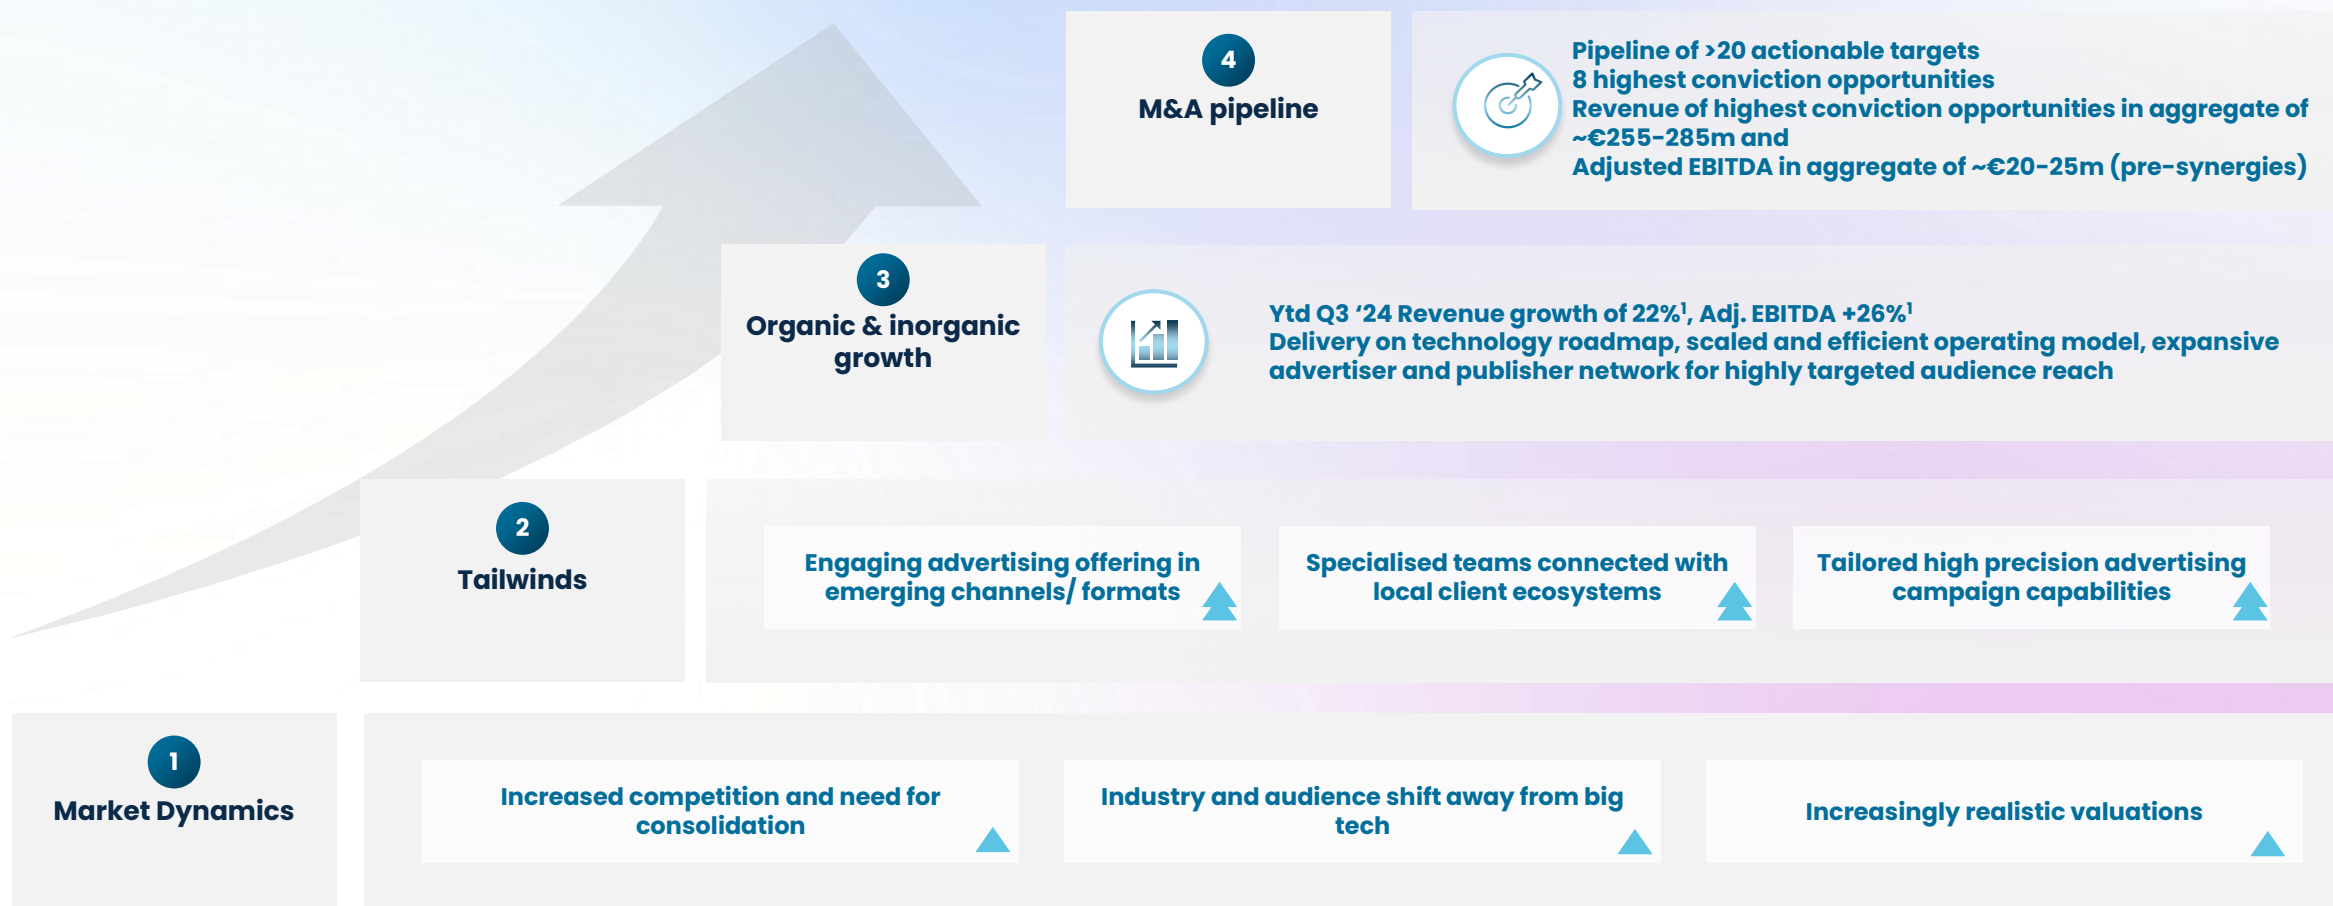 4
M&A pipeline
Pipeline of >20 actionable targets
8 highest conviction opportunities
Revenue of highest conviction opportunities in aggregate of
~€255-285m and
Adjusted EBITDA in aggregate of ~€20-25m (pre-synergies)
3
Organic & inorganic
growth
Ytd Q3 ‘24 Revenue growth of 22%¹, Adj. EBITDA +26%¹
Delivery on technology roadmap, scaled and efficient operating model, expansive
advertiser and publisher network for highly targeted audience reach
2
Tailwinds
Engaging advertising offering in
emerging channels/ formats
Specialised teams connected with
local client ecosystems
Tailored high precision advertising
campaign capabilities
1
Market Dynamics
Increased competition and need for
consolidation
Industry and audience shift away from big
tech
Increasingly realistic valuations